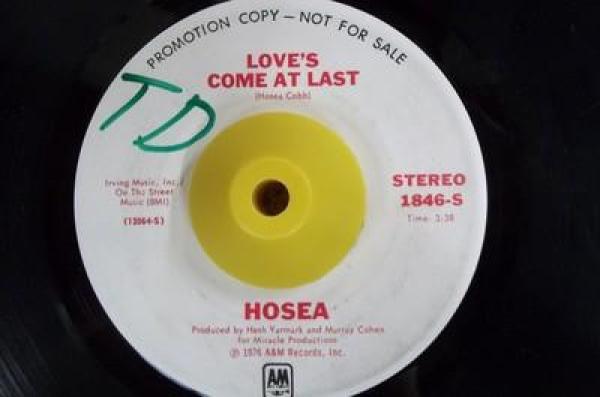 PROMOTION COPY — NOT FOR SALE
LOVE'S
COME AT LAST
(Hosea Cobb)
TD
Irving Music, Inc./
On The Street
Music (BMI)
(13064-S)
STEREO
1846-S
Time: 3:38
HOSEA
Produced by Hank Yarmark and Murray Cohen
for Miracle Productions
℗ 1976 A&M Records, Inc.
AM